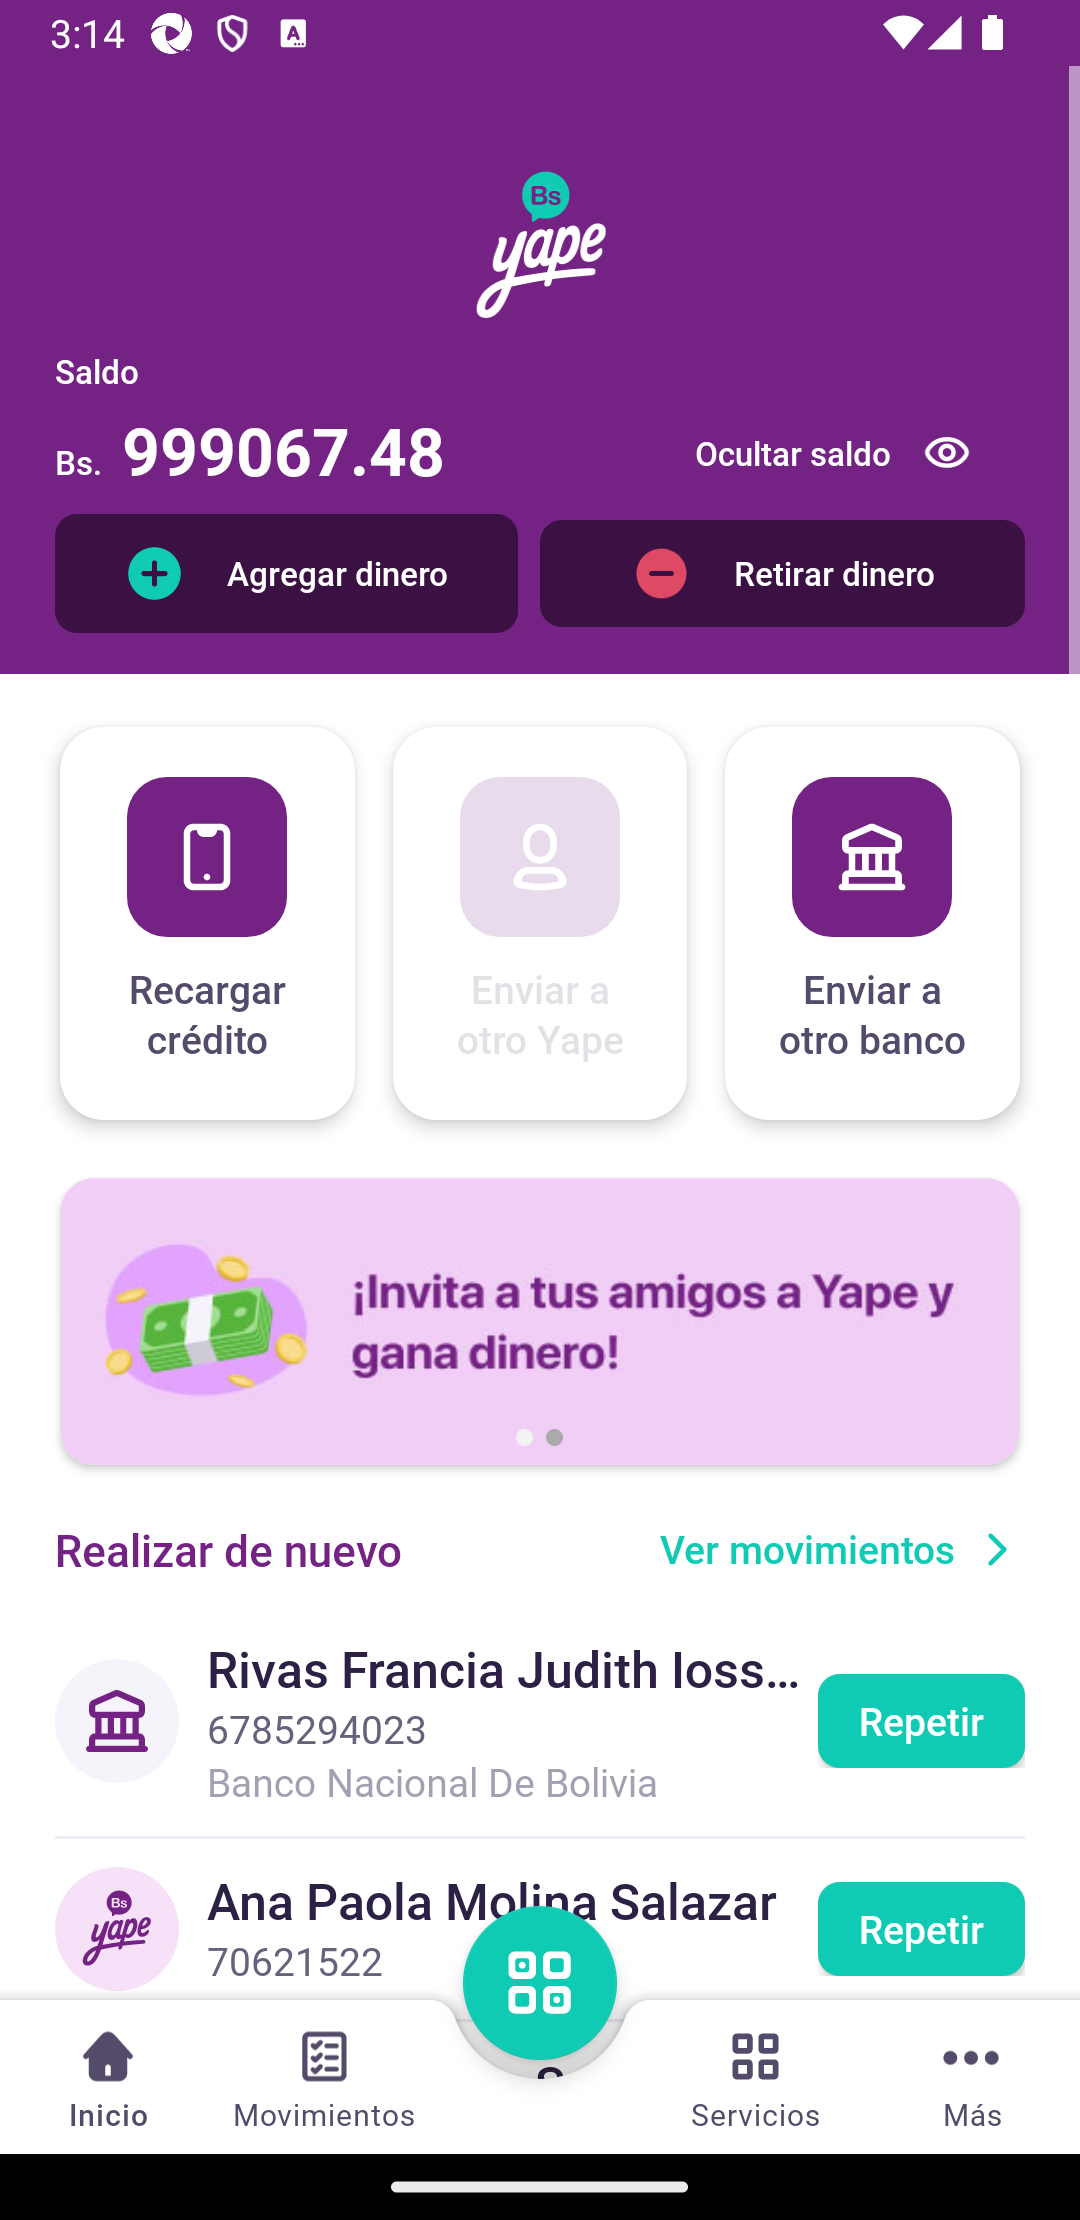 3:14
Bs
yape
Saldo
Bs. 999067.48
Ocultar saldo
Agregar dinero
Retirar dinero
Recargar
crédito
Enviar a
otro Yape
Enviar a
otro banco
¡Invita a tus amigos a Yape y
gana dinero!
Realizar de nuevo
Ver movimientos
Rivas Francia Judith Ioss...
6785294023
Banco Nacional De Bolivia
Repetir
Bs
yape
Ana Paola Molina Salazar
70621522
Repetir
Inicio
Movimientos
Servicios
Más